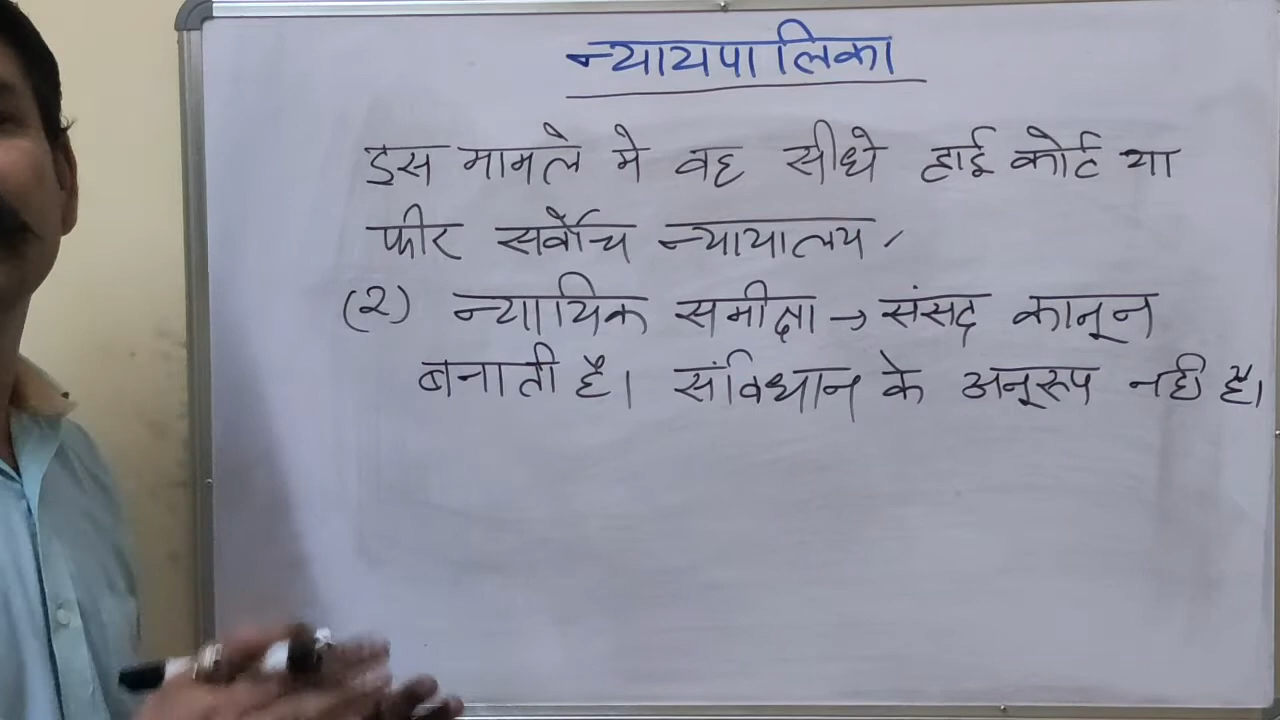 न्यायपालिका
इस मामले मे वह सीधे हाई कोर्ट या
फीर सर्वोच न्यायालय,
(२) न्यायिक समीक्षा → संसद कानून
बनाती है। संविधान के अनुरूप नही है।